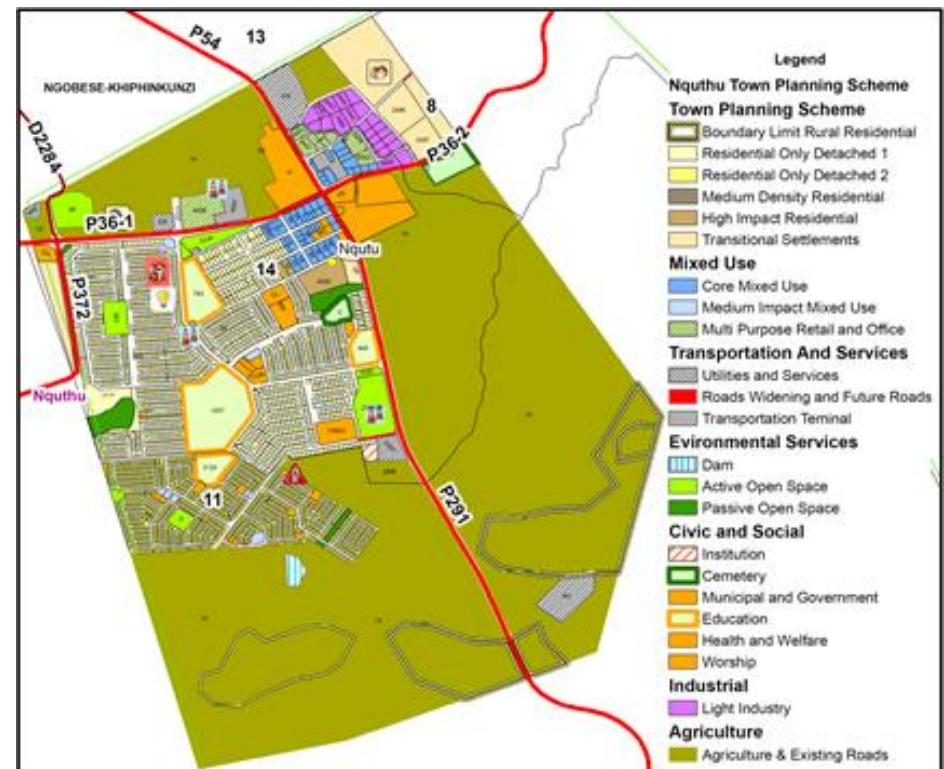 P54
13
NGOBESE-KHIPHINKUNZI
D2284
8
P36-2
P36-1
Nqutu
14
P372
Nquthu
11
P291
Legend
Nquthu Town Planning Scheme
Town Planning Scheme
Boundary Limit Rural Residential
Residential Only Detached 1
Residential Only Detached 2
Medium Density Residential
High Impact Residential
Transitional Settlements
Mixed Use
Core Mixed Use
Medium Impact Mixed Use
Multi Purpose Retail and Office
Transportation And Services
Utilities and Services
Roads Widening and Future Roads
Transportation Teminal
Evironmental Services
Dam
Active Open Space
Passive Open Space
Civic and Social
Institution
Cemetery
Municipal and Government
Education
Health and Welfare
Worship
Industrial
Light Industry
Agriculture
Agriculture & Existing Roads